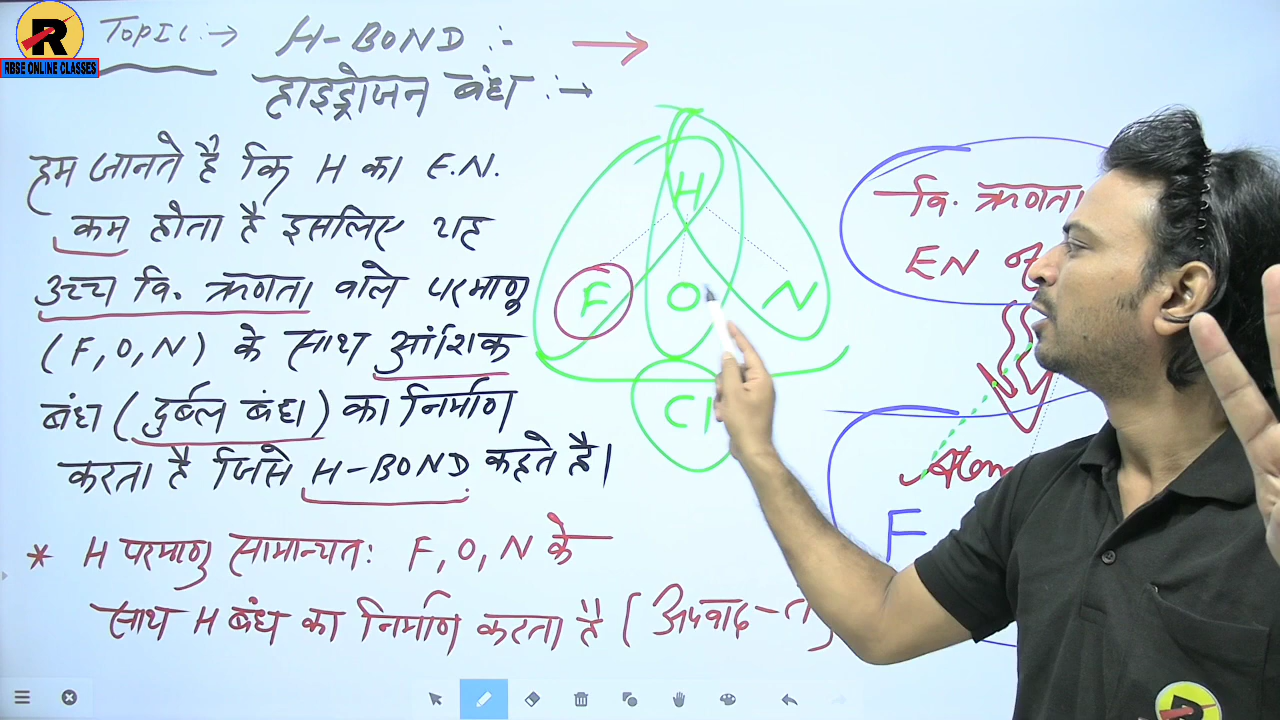 R
RBSE ONLINE CLASSES
TOPIC :→ H-BOND :- →
हाइड्रोजन बंध :→
हम जानते है कि H का E.N.
कम होता है इसलिए यह
उच्च वि. ऋणता वाले परमाणु
(F, O, N) के साथ आंशिक
बंध (दुर्बल बंध) का निर्माण
करता है जिसे H-BOND कहते है।
* H परमाणु सामान्यतः F, O, N के
साथ H बंध का निर्माण करता है [अपवाद -
H
F O N
Cl
वि. ऋणता
EN
F
R